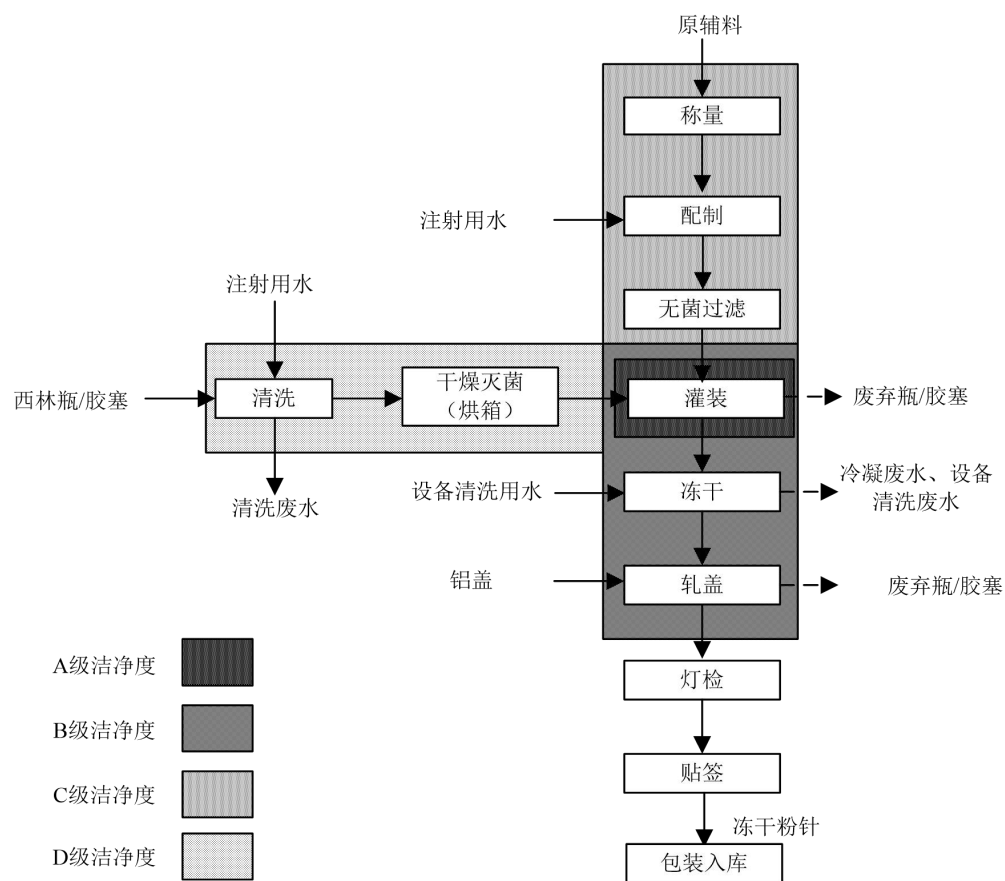 原辅料
称量
注射用水
配制
注射用水
无菌过滤
西林瓶/胶塞
清洗
干燥灭菌
（烘箱）
灌装
废弃瓶/胶塞
清洗废水
设备清洗用水
冻干
冷凝废水、设备
清洗废水
铝盖
轧盖
废弃瓶/胶塞
A级洁净度
灯检
B级洁净度
贴签
C级洁净度
冻干粉针
D级洁净度
包装入库